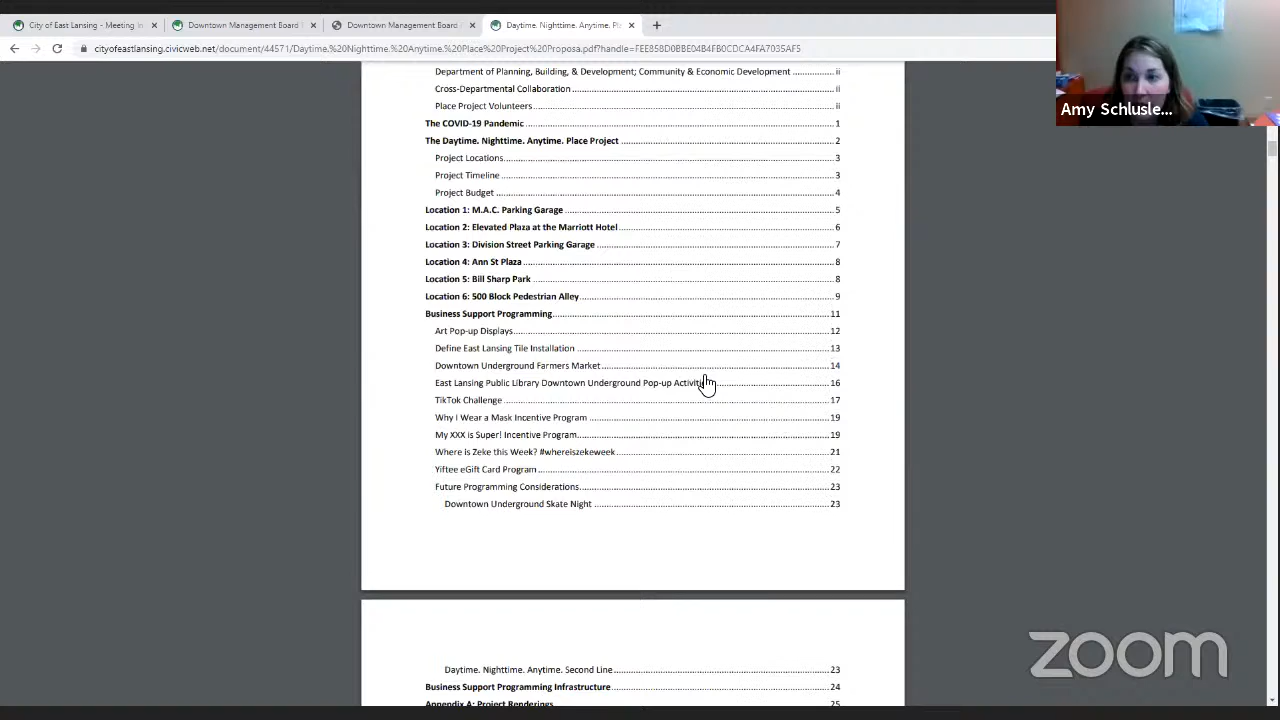 City of East Lansing - Meeting In
Downtown Management Board
Downtown Management Board
Daytime. Nighttime. Anytime. Pl
cityofeastlansing.civicweb.net/document/44571/Daytime.%20Nighttime.%20Anytime.%20Place%20Project%20Proposa.pdf?handle=FEE85BD0BBE04B4FB0CDCA4FA7035AF5
Amy Schlusle...
Department of Planning, Building, & Development; Community & Economic Development ii
Cross-Departmental Collaboration ii
Place Project Volunteers ii
The COVID-19 Pandemic 1
The Daytime. Nighttime. Anytime. Place Project 2
Project Locations 3
Project Timeline 3
Project Budget 4
Location 1: M.A.C. Parking Garage 5
Location 2: Elevated Plaza at the Marriott Hotel 6
Location 3: Division Street Parking Garage 7
Location 4: Ann St Plaza 8
Location 5: Bill Sharp Park 8
Location 6: 500 Block Pedestrian Alley 9
Business Support Programming 11
Art Pop-up Displays 12
Define East Lansing Tile Installation 13
Downtown Underground Farmers Market 14
East Lansing Public Library Downtown Underground Pop-up Activiti 16
TikTok Challenge 17
Why I Wear a Mask Incentive Program 19
My XXX is Super! Incentive Program 19
Where is Zeke this Week? #whereiszekeweek 21
Yiftee eGift Card Program 22
Future Programming Considerations 23
Downtown Underground Skate Night 23
Daytime. Nighttime. Anytime. Second Line 23
Business Support Programming Infrastructure 24
Appendix A: Project Renderings 25
zoom